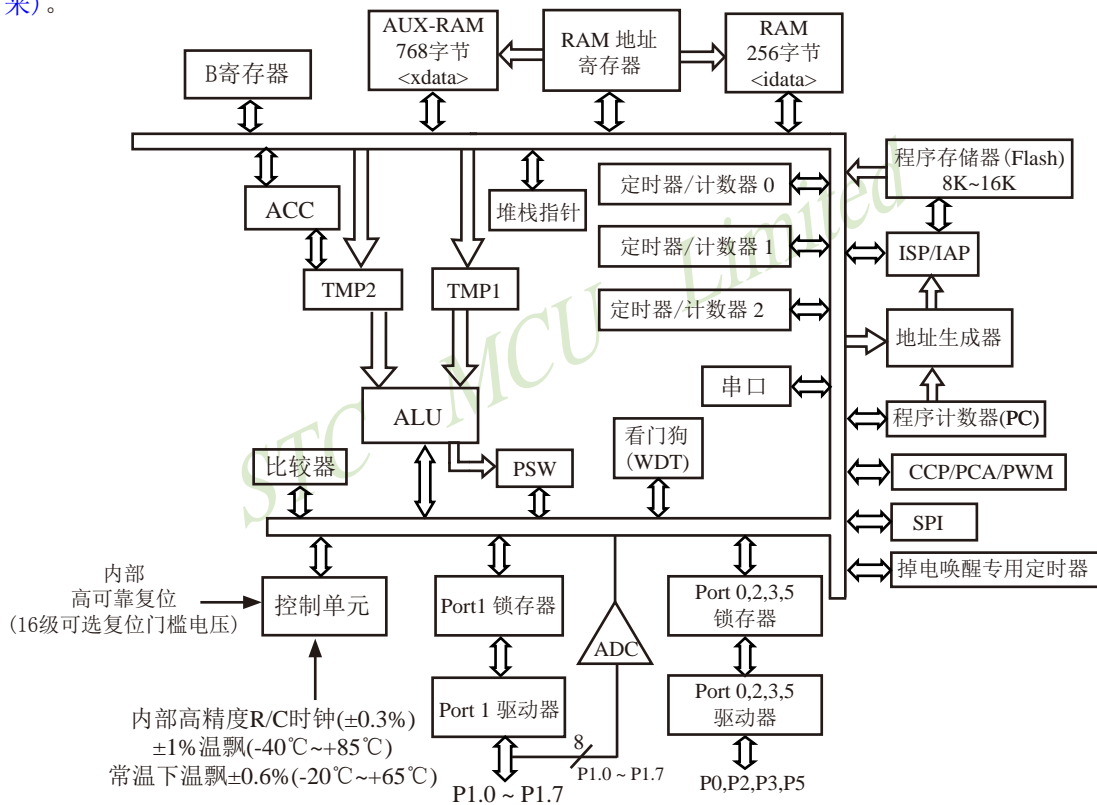 来)。
AUX-RAM
768字节
<xdata>
RAM 地址
寄存器
RAM
256字节
<idata>
B寄存器
程序存储器(Flash)
8K~16K
定时器/计数器 0
ACC
堆栈指针
定时器/计数器 1
ISP/IAP
TMP2
TMP1
定时器/计数器 2
地址生成器
串口
ALU
程序计数器(PC)
看门狗
(WDT)
比较器
PSW
CCP/PCA/PWM
SPI
掉电唤醒专用定时器
STC MCU Limited
内部
高可靠复位
(16级可选复位门槛电压)
控制单元
Port1 锁存器
Port 0,2,3,5
锁存器
ADC
Port 1 驱动器
Port 0,2,3,5
驱动器
内部高精度R/C时钟(±0.3%)
±1%温飘(-40℃~+85℃)
常温下温飘±0.6%(-20℃~+65℃)
8
P1.0 ~ P1.7
P1.0 ~ P1.7
P0,P2,P3,P5